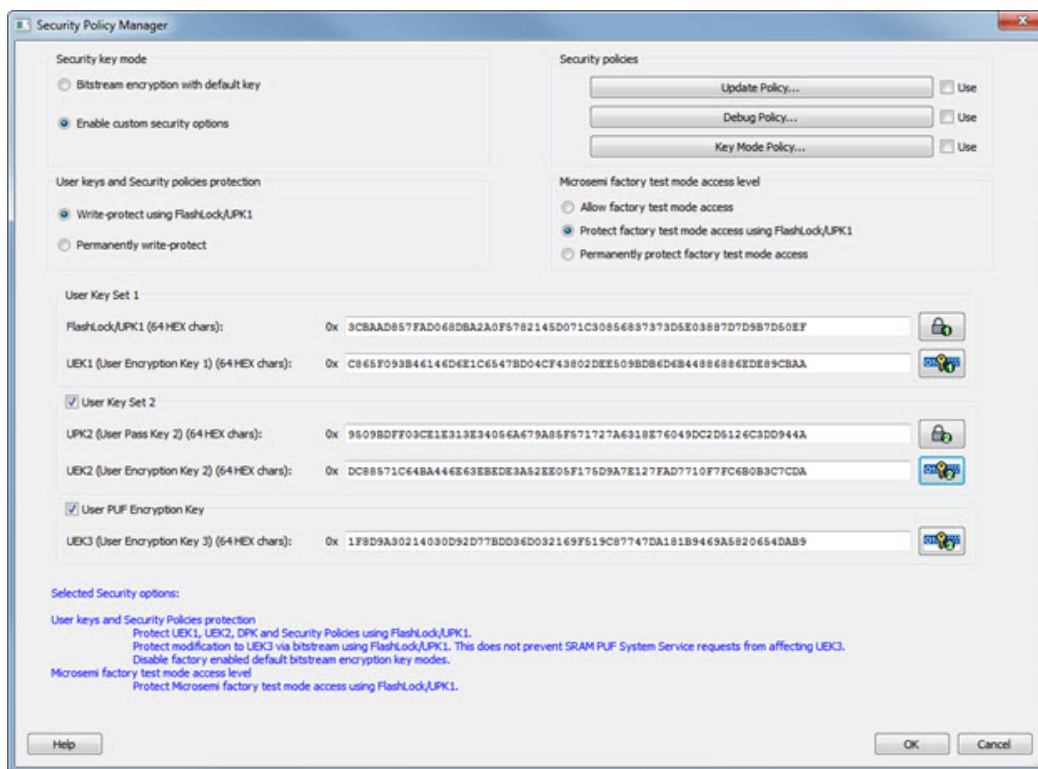 Security Policy Manager
Security key mode
Bitstream encryption with default key
Enable custom security options
Security policies
Update Policy... Use
Debug Policy... Use
Key Mode Policy... Use
User keys and Security policies protection
Write-protect using FlashLock/UPK1
Permanently write-protect
Microsemi factory test mode access level
Allow factory test mode access
Protect factory test mode access using FlashLock/UPK1
Permanently protect factory test mode access
User Key Set 1
FlashLock/UPK1 (64 HEX chars): 0x 3CBAAD857FAD068DBA2A0F5782145D071C30856837373D5E03887D7D9B7D50EF
UEK1 (User Encryption Key 1) (64 HEX chars): 0x C865F093B46146D6E1C6547BD04CF43802DEE509BDB6D6B44886886EDE89CBAA
User Key Set 2
UPK2 (User Pass Key 2) (64 HEX chars): 0x 9509BDFF03CE1E313E34056A679A85F571727A6318E76049DC2D5126C3DD944A
UEK2 (User Encryption Key 2) (64 HEX chars): 0x DC88571C64BA446E63EBEDE3A52EE05F175D9A7E127FAD7710F7FC6B0B3C7CDA
User PUF Encryption Key
UEK3 (User Encryption Key 3) (64 HEX chars): 0x 1F8D9A30214030D92D77BDD36D032169F519C87747DA181B9469A5820654DAB9
Selected Security options:
User keys and Security Policies protection
Protect UEK1, UEK2, DPK and Security Policies using FlashLock/UPK1.
Protect modification to UEK3 via bitstream using FlashLock/UPK1. This does not prevent SRAM PUF System Service requests from affecting UEK3.
Disable factory enabled default bitstream encryption key modes.
Microsemi factory test mode access level
Protect Microsemi factory test mode access using FlashLock/UPK1.
Help OK Cancel